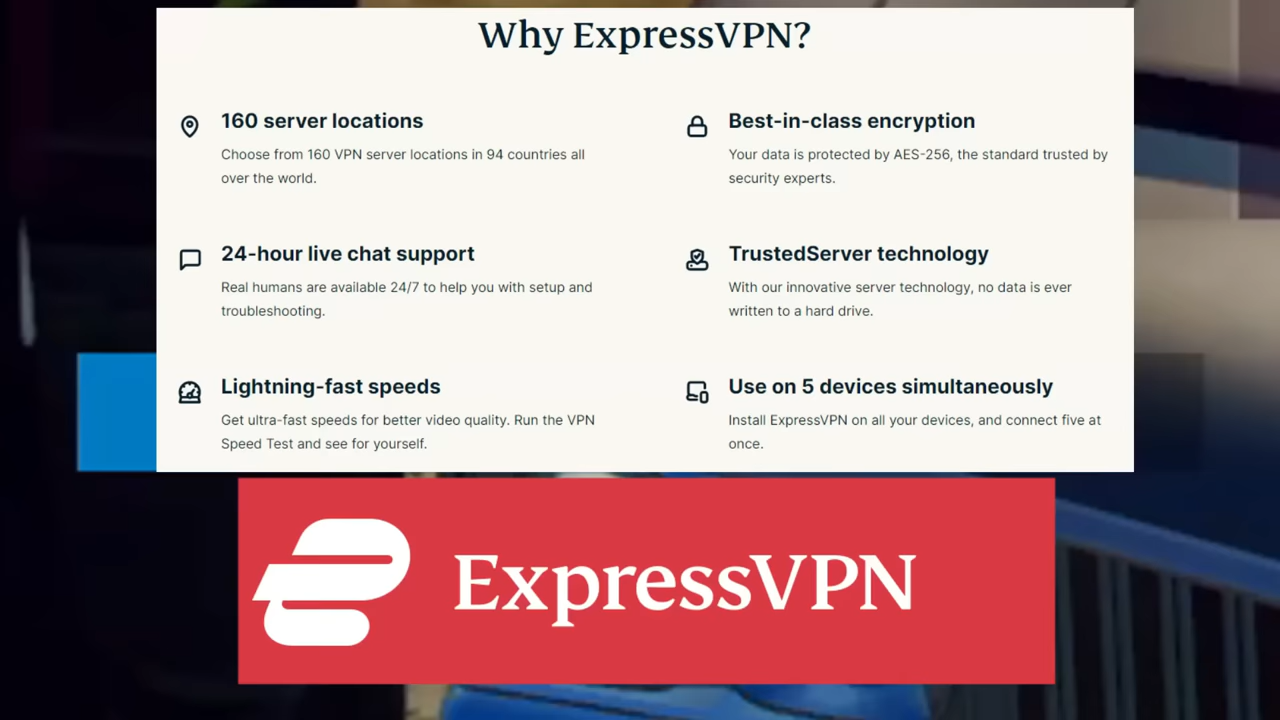 Why ExpressVPN?
160 server locations
Choose from 160 VPN server locations in 94 countries all
over the world.
Best-in-class encryption
Your data is protected by AES-256, the standard trusted by
security experts.
24-hour live chat support
Real humans are available 24/7 to help you with setup and
troubleshooting.
TrustedServer technology
With our innovative server technology, no data is ever
written to a hard drive.
Lightning-fast speeds
Get ultra-fast speeds for better video quality. Run the VPN
Speed Test and see for yourself.
Use on 5 devices simultaneously
Install ExpressVPN on all your devices, and connect five at
once.
ExpressVPN